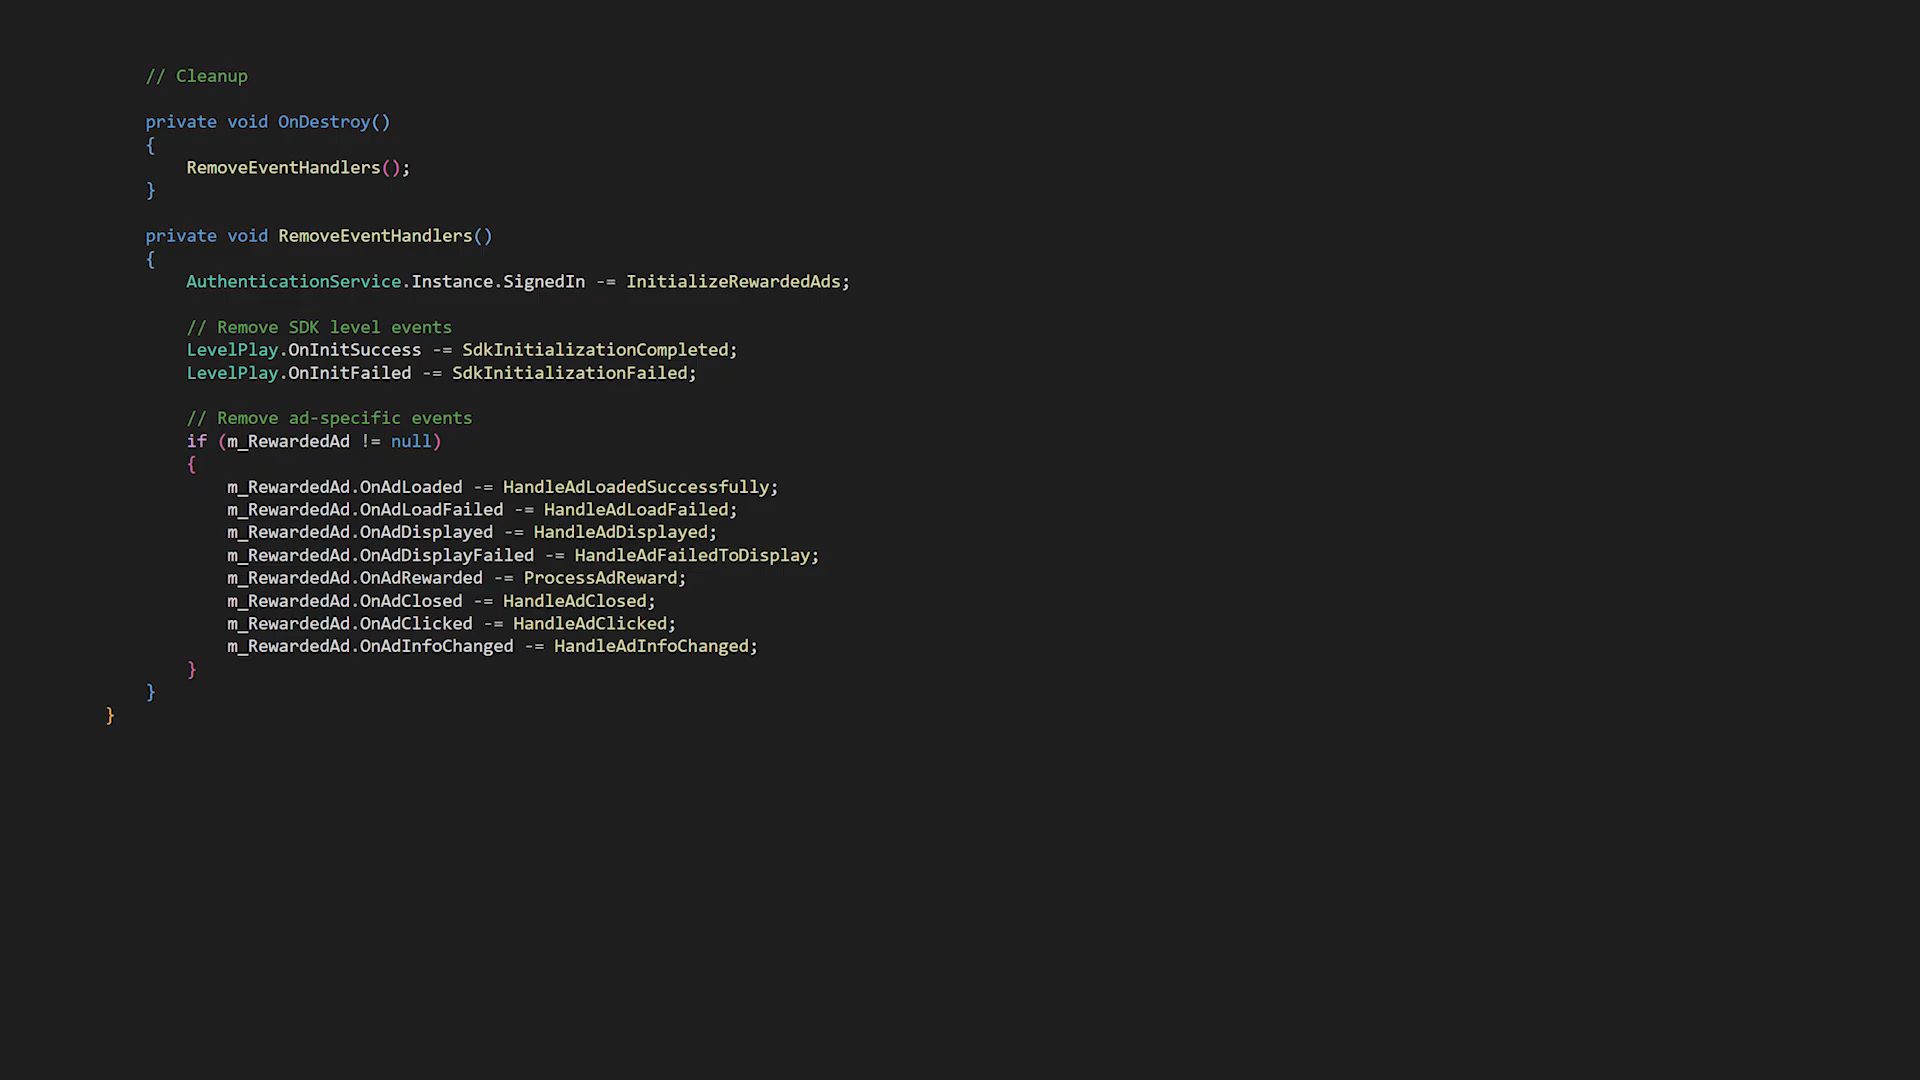 // Cleanup
private void OnDestroy()
{
RemoveEventHandlers();
}
private void RemoveEventHandlers()
{
AuthenticationService.Instance.SignedIn -= InitializeRewardedAds;
// Remove SDK level events
LevelPlay.OnInitSuccess -= SdkInitializationCompleted;
LevelPlay.OnInitFailed -= SdkInitializationFailed;
// Remove ad-specific events
if (m_RewardedAd != null)
{
m_RewardedAd.OnAdLoaded -= HandleAdLoadedSuccessfully;
m_RewardedAd.OnAdLoadFailed -= HandleAdLoadFailed;
m_RewardedAd.OnAdDisplayed -= HandleAdDisplayed;
m_RewardedAd.OnAdDisplayFailed -= HandleAdFailedToDisplay;
m_RewardedAd.OnAdRewarded -= ProcessAdReward;
m_RewardedAd.OnAdClosed -= HandleAdClosed;
m_RewardedAd.OnAdClicked -= HandleAdClicked;
m_RewardedAd.OnAdInfoChanged -= HandleAdInfoChanged;
}
}
}